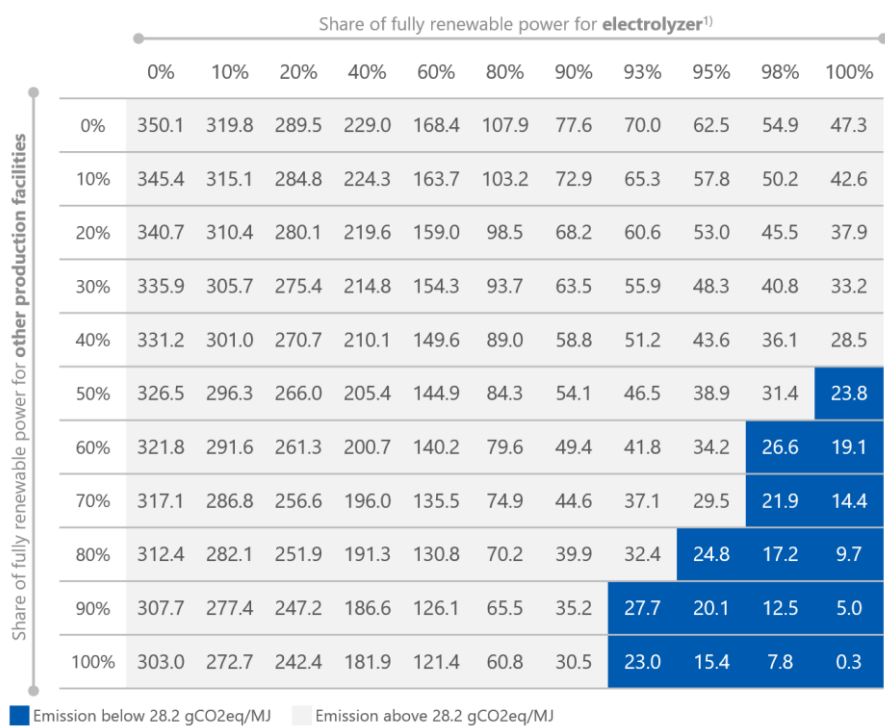 Share of fully renewable power for electrolyzer1)
0% 10% 20% 40% 60% 80% 90% 93% 95% 98% 100%
Share of fully renewable power for other production facilities
0% 350.1 319.8 289.5 229.0 168.4 107.9 77.6 70.0 62.5 54.9 47.3
10% 345.4 315.1 284.8 224.3 163.7 103.2 72.9 65.3 57.8 50.2 42.6
20% 340.7 310.4 280.1 219.6 159.0 98.5 68.2 60.6 53.0 45.5 37.9
30% 335.9 305.7 275.4 214.8 154.3 93.7 63.5 55.9 48.3 40.8 33.2
40% 331.2 301.0 270.7 210.1 149.6 89.0 58.8 51.2 43.6 36.1 28.5
50% 326.5 296.3 266.0 205.4 144.9 84.3 54.1 46.5 38.9 31.4 23.8
60% 321.8 291.6 261.3 200.7 140.2 79.6 49.4 41.8 34.2 26.6 19.1
70% 317.1 286.8 256.6 196.0 135.5 74.9 44.6 37.1 29.5 21.9 14.4
80% 312.4 282.1 251.9 191.3 130.8 70.2 39.9 32.4 24.8 17.2 9.7
90% 307.7 277.4 247.2 186.6 126.1 65.5 35.2 27.7 20.1 12.5 5.0
100% 303.0 272.7 242.4 181.9 121.4 60.8 30.5 23.0 15.4 7.8 0.3
Emission below 28.2 gCO2eq/MJ Emission above 28.2 gCO2eq/MJ